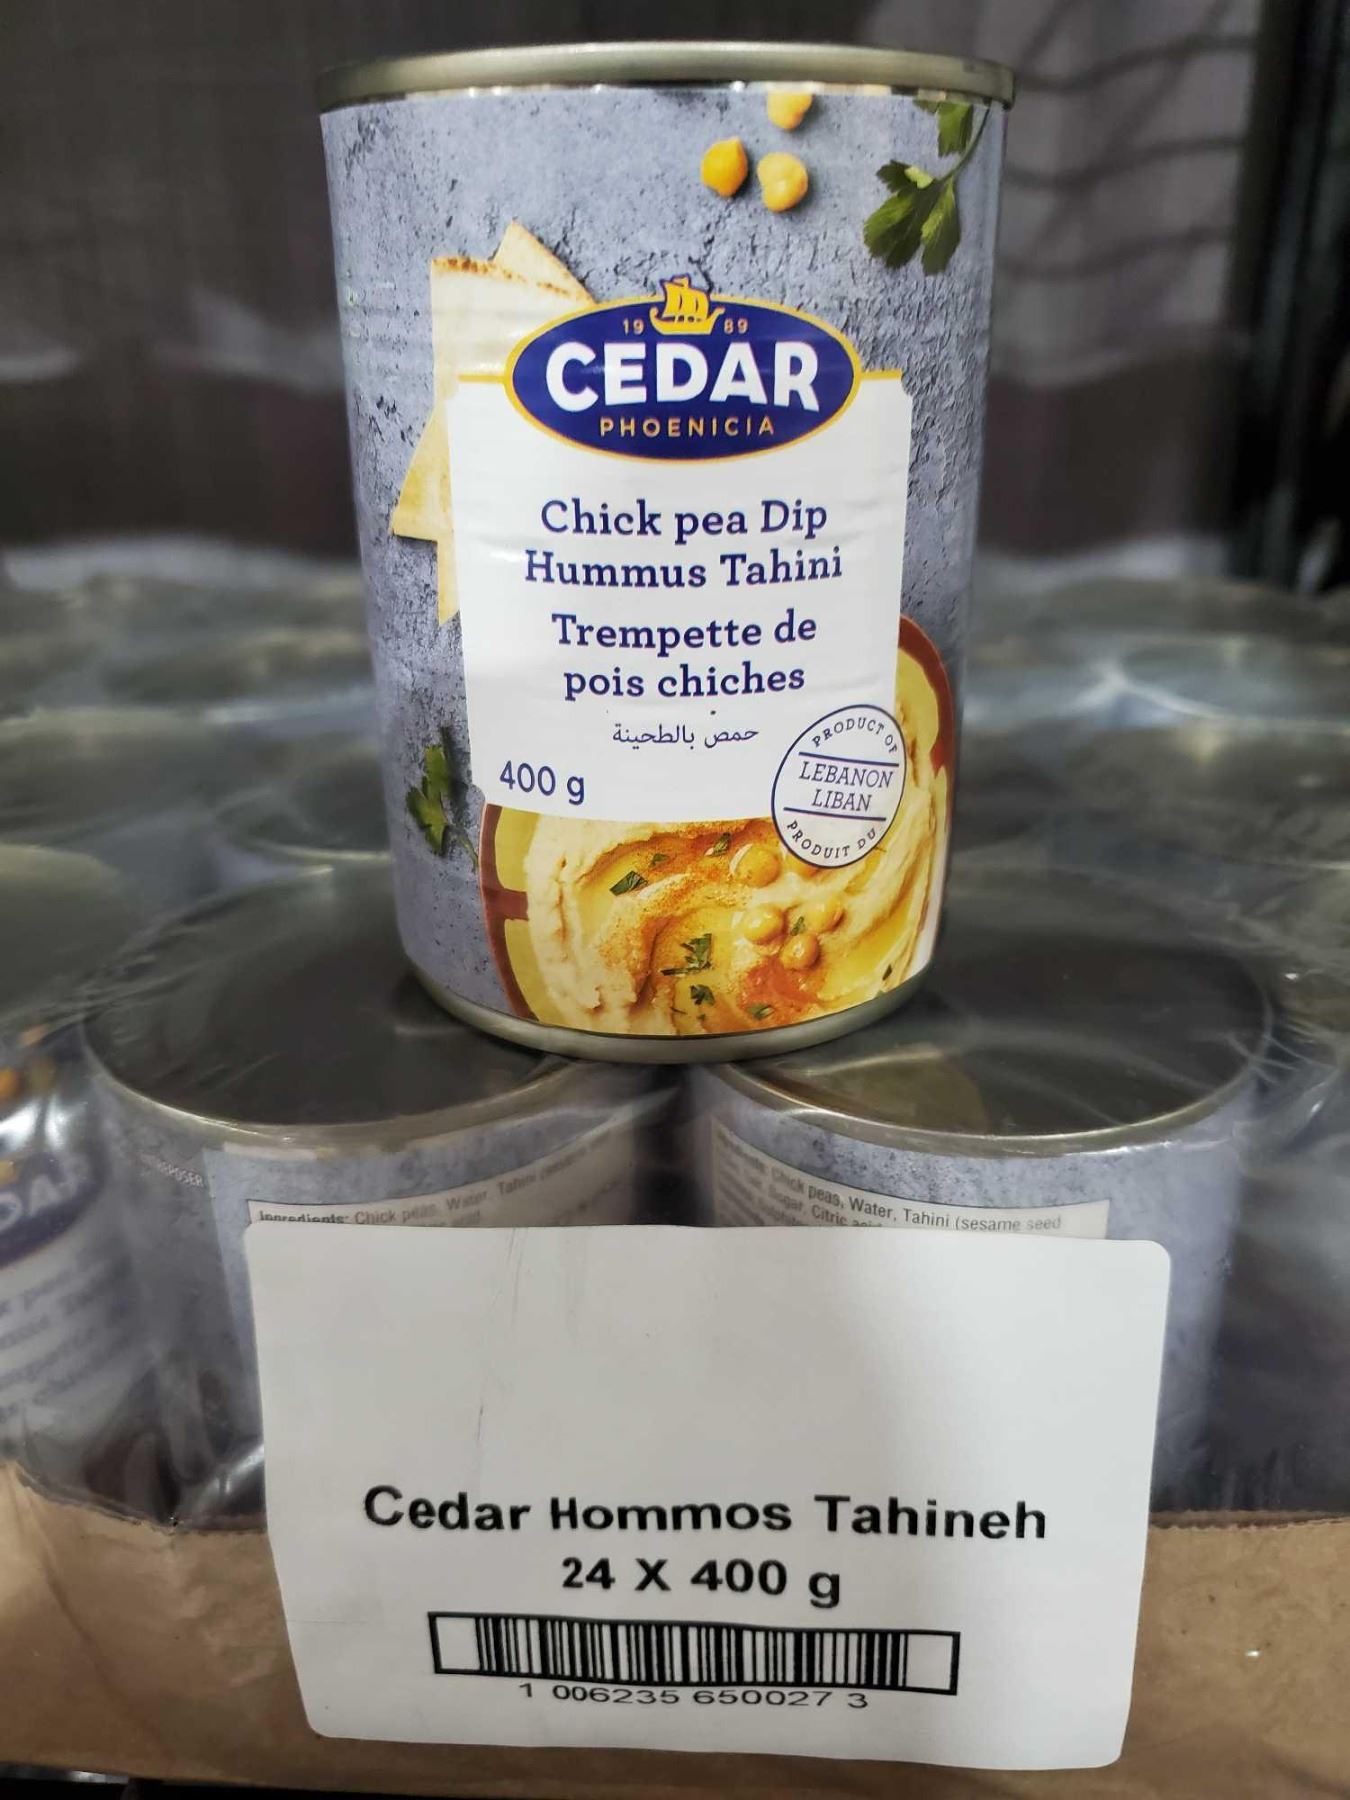 19 89
CEDAR
PHOENICIA
Chick pea Dip
Hummus Tahini
Trempette de
pois chiches
حمص بالطحينة
400 g
PRODUCT OF
LEBANON
LIBAN
PRODUIT DU
Ingredients: Chick peas, Water, Tahini
Chick peas, Water, Tahini (sesame seed
Sugar, Citric
Cedar Hommos Tahineh
24 X 400 g
1 006235 650027 3